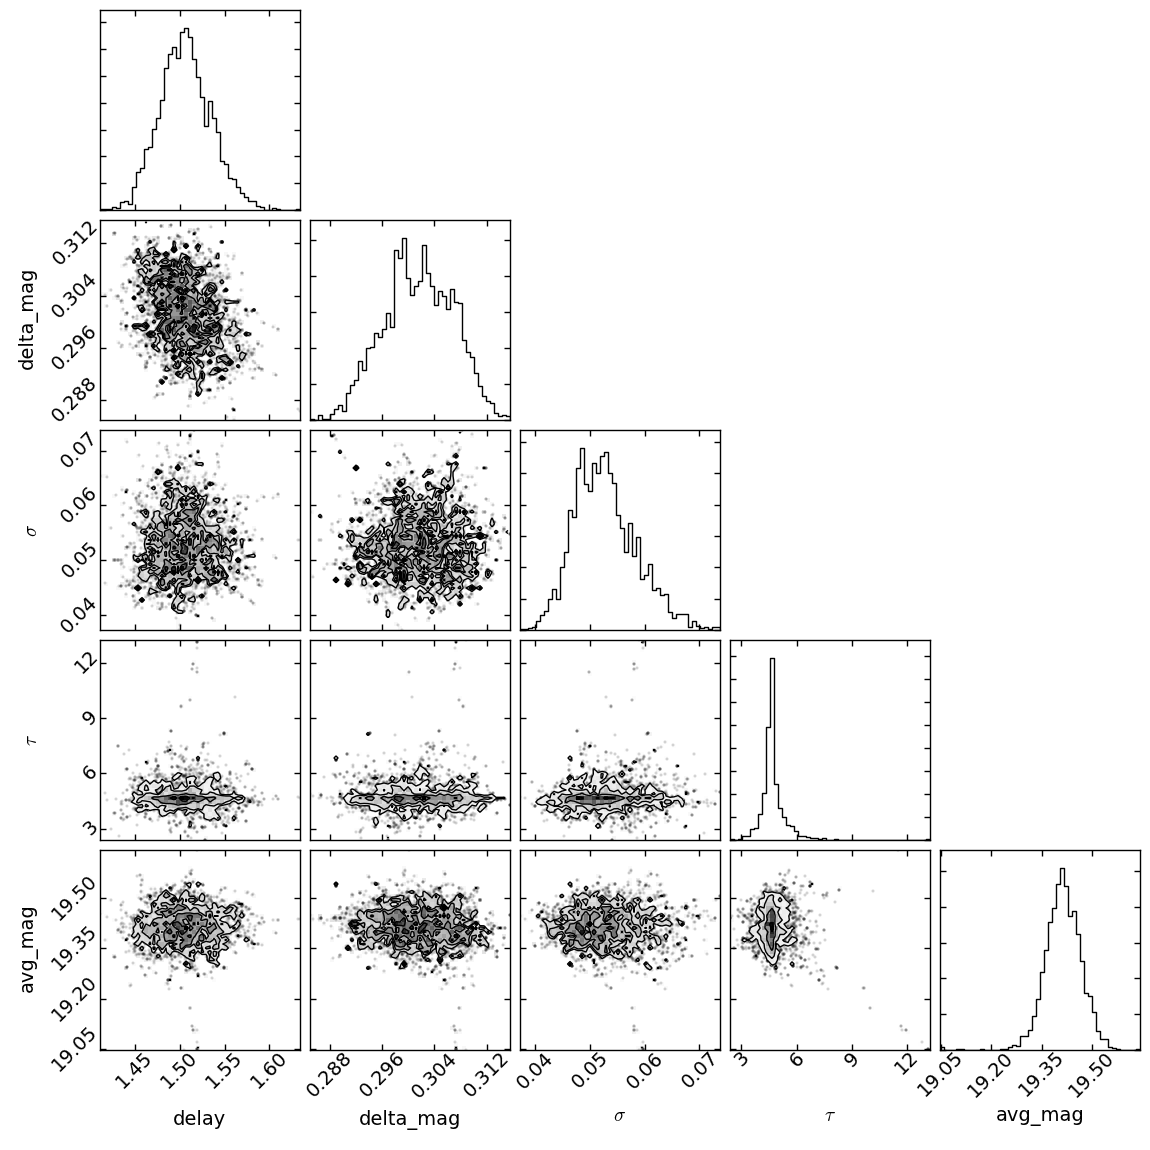 0.312
0.304
0.296
0.288
delta_mag
0.07
0.06
0.05
0.04
σ
12
9
6
3
τ
19.50
19.35
19.20
19.05
avg_mag
1.45 1.50 1.55 1.60
0.288 0.296 0.304 0.312
0.04 0.05 0.06 0.07
3 6 9 12
19.05 19.20 19.35 19.50
delay delta_mag σ τ avg_mag